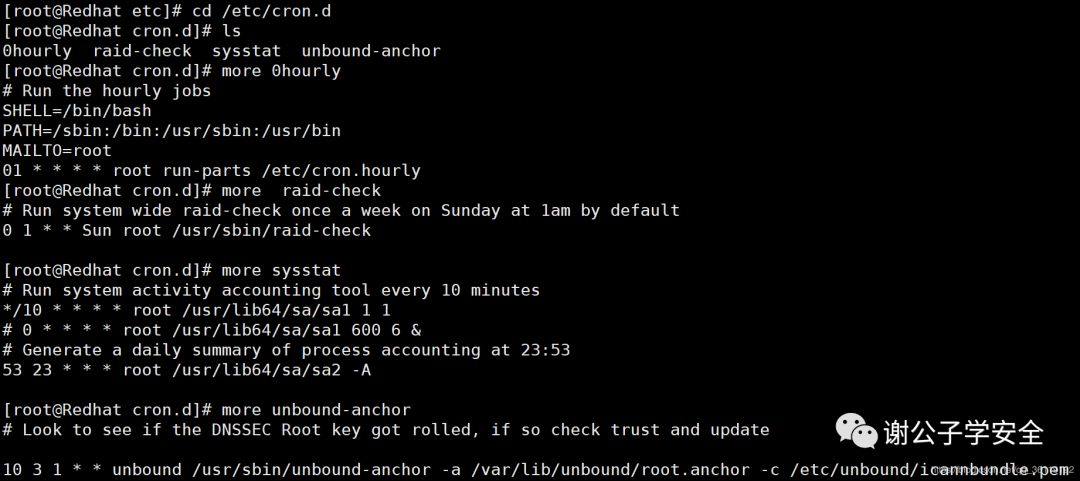 [root@Redhat etc]# cd /etc/cron.d
[root@Redhat cron.d]# ls
0hourly  raid-check  sysstat  unbound-anchor
[root@Redhat cron.d]# more 0hourly
# Run the hourly jobs
SHELL=/bin/bash
PATH=/sbin:/bin:/usr/sbin:/usr/bin
MAILTO=root
01 * * * * root run-parts /etc/cron.hourly
[root@Redhat cron.d]# more  raid-check
# Run system wide raid-check once a week on Sunday at 1am by default
0 1 * * Sun root /usr/sbin/raid-check
[root@Redhat cron.d]# more sysstat
# Run system activity accounting tool every 10 minutes
*/10 * * * * root /usr/lib64/sa/sa1 1 1
# 0 * * * * root /usr/lib64/sa/sa1 600 6 &
# Generate a daily summary of process accounting at 23:53
53 23 * * * root /usr/lib64/sa/sa2 -A
[root@Redhat cron.d]# more unbound-anchor
# Look to see if the DNSSEC Root key got rolled, if so check trust and update
谢公子学安全
10 3 1 * * unbound /usr/sbin/unbound-anchor -a /var/lib/unbound/root.anchor -c /etc/unbound/icannbundle.pem